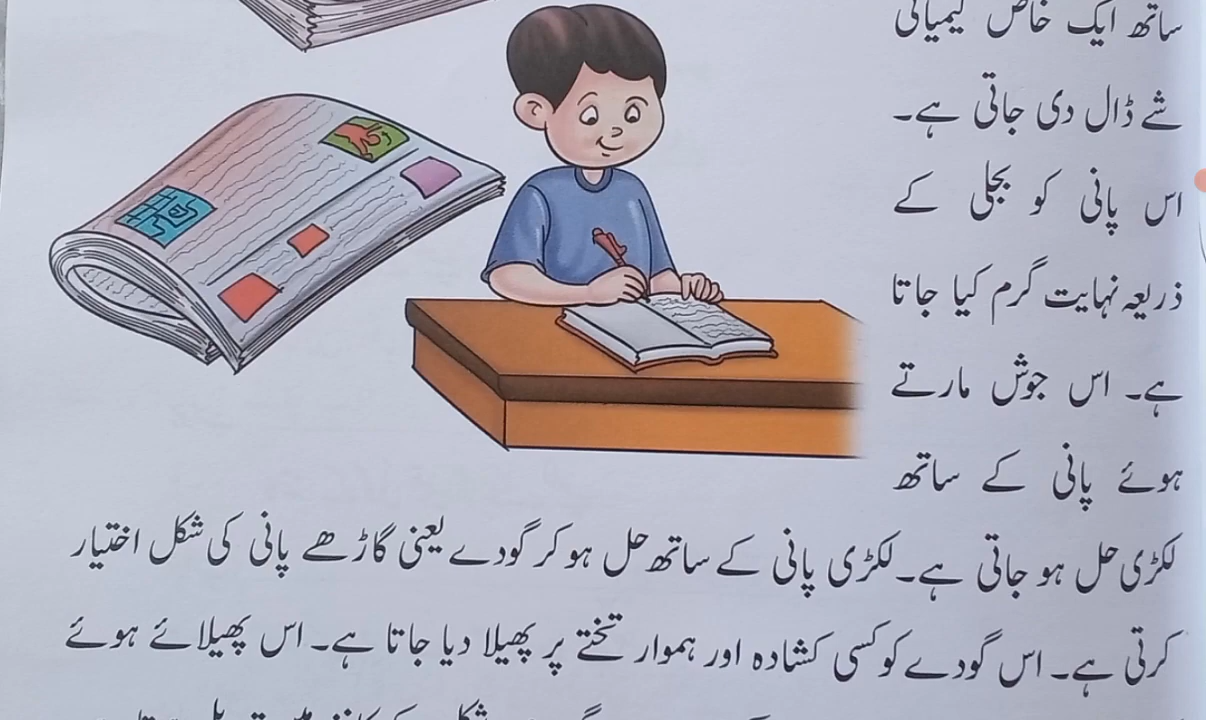 ساتھ ایک خاص کیمیائی
شے ڈال دی جاتی ہے۔
اس پانی کو بجلی کے
ذریعہ نہایت گرم کیا جاتا
ہے۔ اس جوش مارتے
ہوئے پانی کے ساتھ
لکڑی حل ہو جاتی ہے۔ لکڑی پانی کے ساتھ حل ہو کر گودے یعنی گاڑھے پانی کی شکل اختیار
کرتی ہے۔ اس گودے کو کسی کشادہ اور ہموار تختے پر پھیلا دیا جاتا ہے۔ اس پھیلائے ہوئے